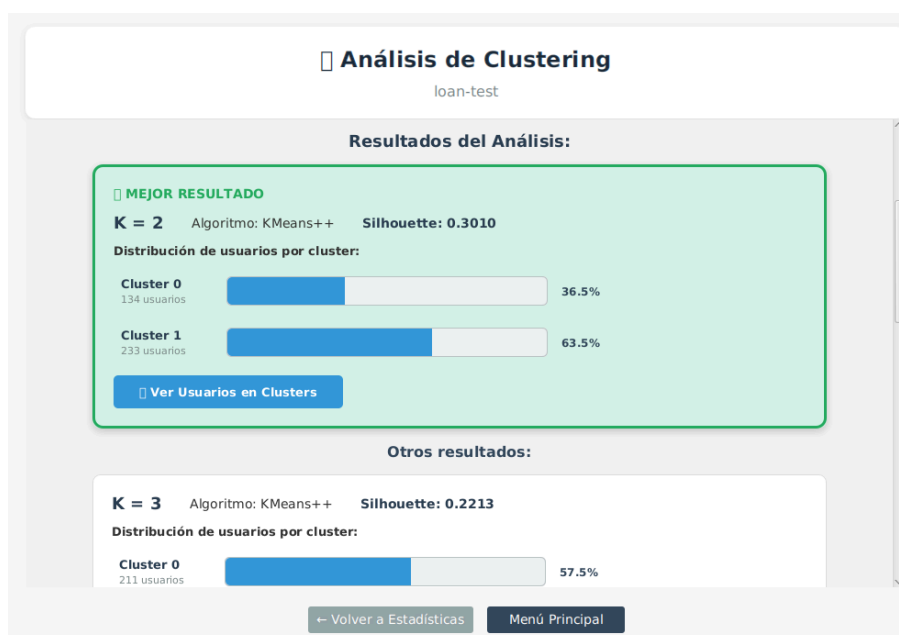 Análisis de Clustering
loan-test
Resultados del Análisis:
MEJOR RESULTADO
K = 2 Algoritmo: KMeans++ Silhouette: 0.3010
Distribución de usuarios por cluster:
Cluster 0
134 usuarios
36.5%
Cluster 1
233 usuarios
63.5%
Ver Usuarios en Clusters
Otros resultados:
K = 3 Algoritmo: KMeans++ Silhouette: 0.2213
Distribución de usuarios por cluster:
Cluster 0
211 usuarios
57.5%
← Volver a Estadísticas Menú Principal